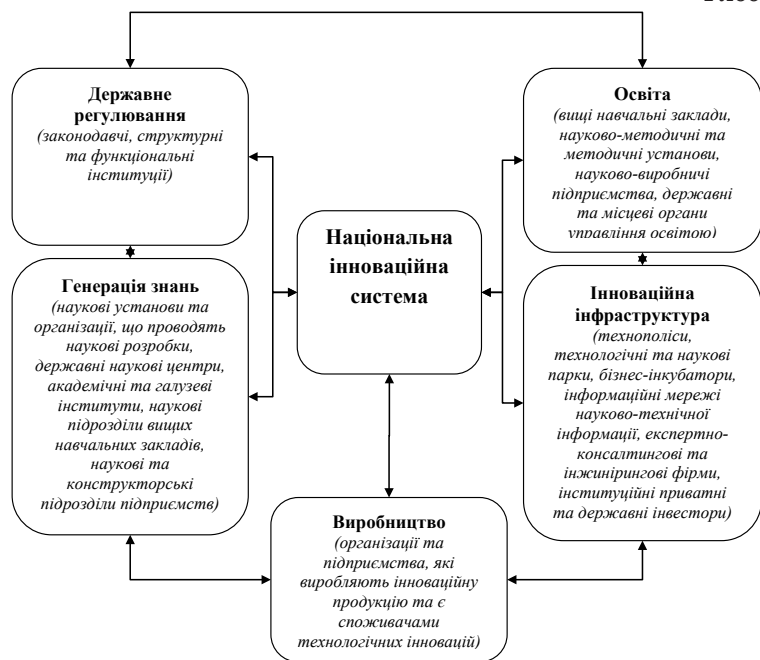 Державне
регулювання
(законодавчі, структурні
та функціональні
інституції)
Освіта
(вищі навчальні заклади,
науково-методичні та
методичні установи,
науково-виробничі
підприємства, державні
та місцеві органи
управління освітою)
Національна
інноваційна
система
Генерація знань
(наукові установи та
організації, що проводять
наукові розробки,
державні наукові центри,
академічні та галузеві
інститути, наукові
підрозділи вищих
навчальних закладів,
наукові та
конструкторські
підрозділи підприємств)
Інноваційна
інфраструктура
(технополіси,
технологічні та наукові
парки, бізнес-інкубатори,
інформаційні мережі
науково-технічної
інформації, експертно-
консалтингові та
інжинірингові фірми,
інституційні приватні
та державні інвестори)
Виробництво
(організації та
підприємства, які
виробляють інноваційну
продукцію та є
споживачами
технологічних інновацій)